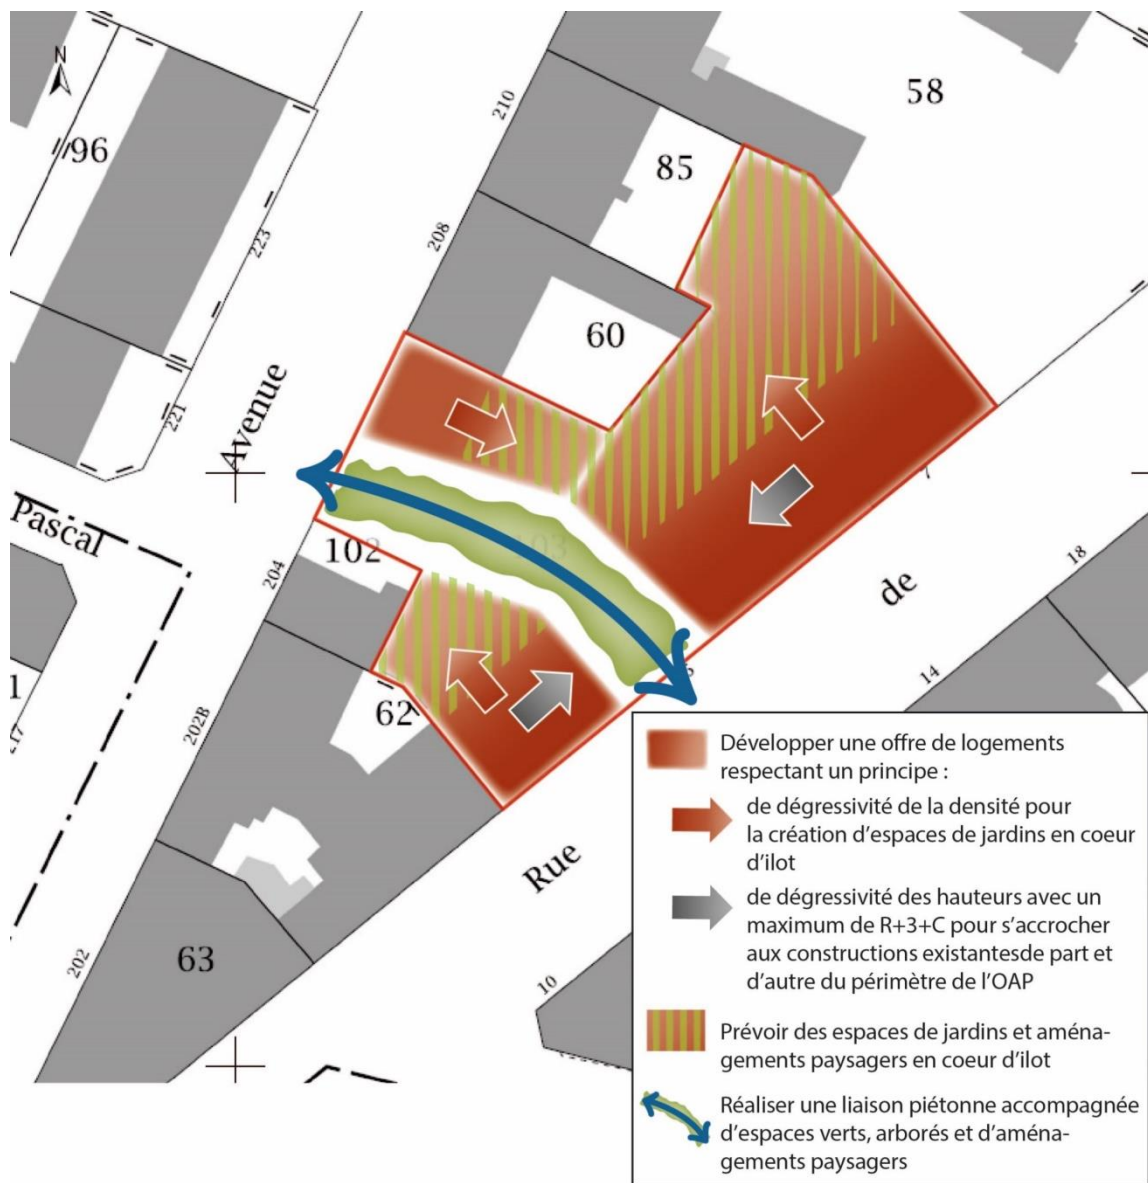 N
58
210
96
85
208
223
60
Avenue
221
7
Pascal
103
102
18
204
de
14
1
62
217
202B
Rue
63
202
10
Développer une offre de logements
respectant un principe :
de dégressivité de la densité pour
la création d'espaces de jardins en coeur
d'ilot
de dégressivité des hauteurs avec un
maximum de R+3+C pour s'accrocher
aux constructions existantesde part et
d'autre du périmètre de l'OAP
Prévoir des espaces de jardins et aména-
gements paysagers en coeur d'ilot
Réaliser une liaison piétonne accompagnée
d'espaces verts, arborés et d'aména-
gements paysagers